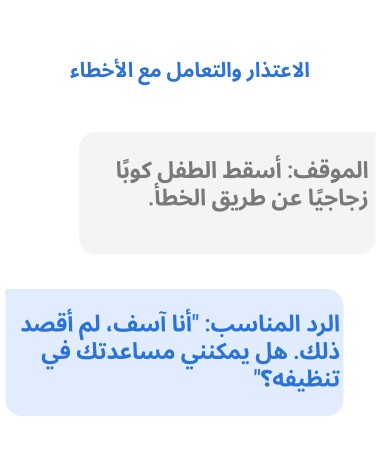 الاعتذار والتعامل مع الأخطاء
الموقف: أسقط الطفل كوبًا
زجاجيًا عن طريق الخطأ.
الرد المناسب: "أنا آسف، لم أقصد
ذلك. هل يمكنني مساعدتك في
تنظيفه؟"